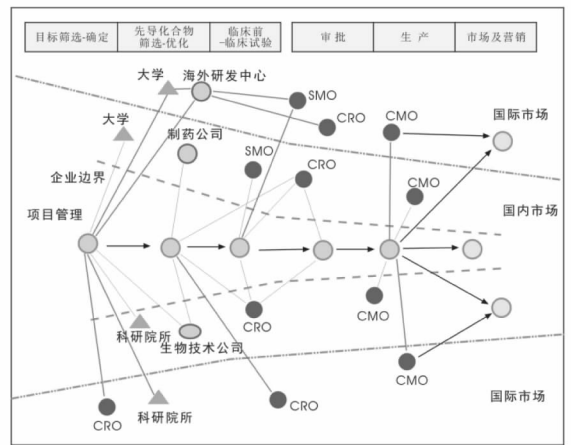 目标筛选-确定
先导化合物
筛选-优化
临床前
-临床试验
审 批
生 产
市场及营销
大学
海外研发中心
SMO
CRO
CMO
国际市场
大学
制药公司
SMO
CRO
企业边界
CMO
国内市场
项目管理
CRO
CMO
科研院所
生物技术公司
CMO
国际市场
CRO
科研院所
CRO